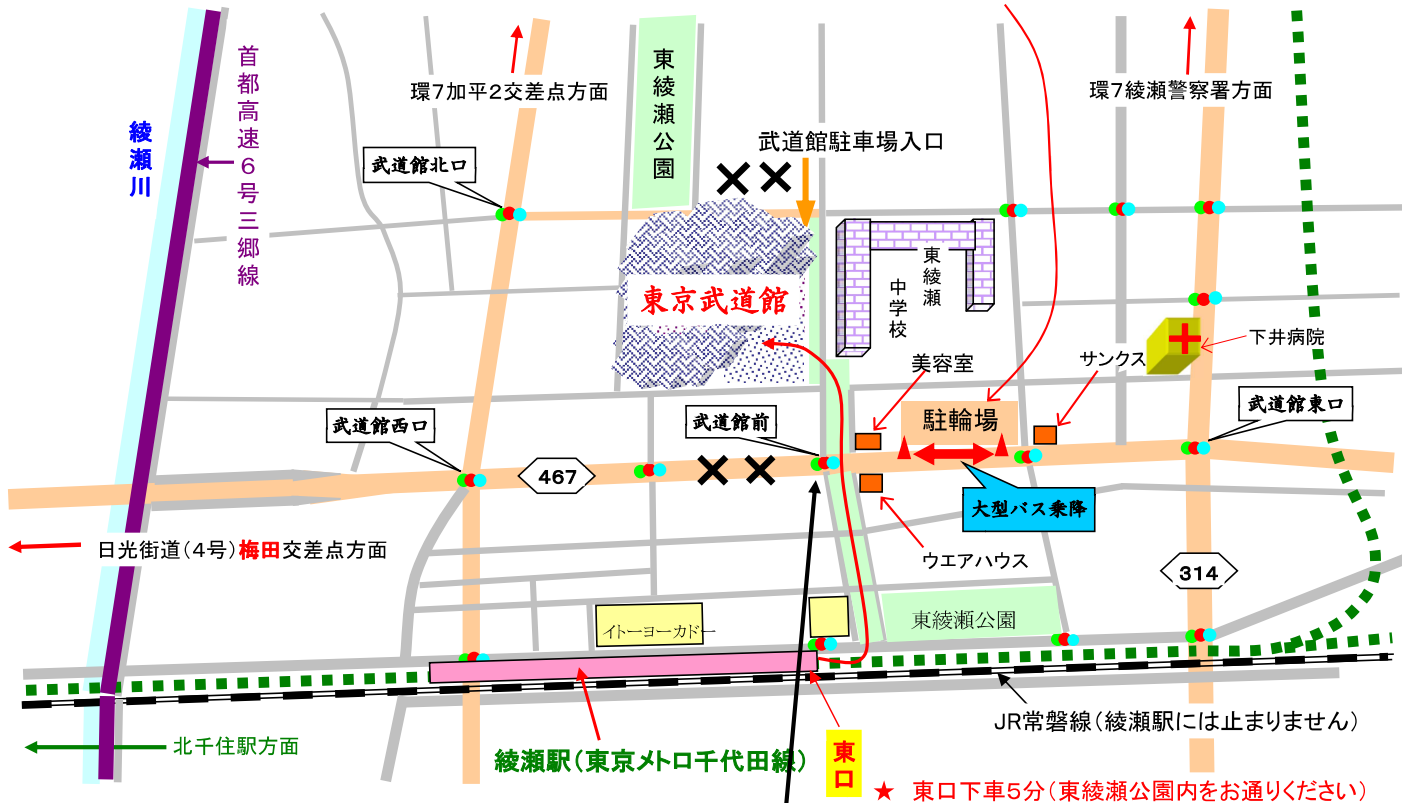 環7加平2交差点方面
環7綾瀬警察署方面
首都高速6号三郷線
綾瀬川
東綾瀬公園
武道館駐車場入口
武道館北口
東京武道館
東綾瀬
中学校
下井病院
美容室
サンクス
武道館西口
武道館前
駐輪場
武道館東口
467
大型バス乗降
日光街道(4号)梅田交差点方面
ウエアハウス
314
イトーヨーカドー
東綾瀬公園
JR常磐線(綾瀬駅には止まりません)
北千住駅方面
綾瀬駅(東京メトロ千代田線)
東口
★ 東口下車5分(東綾瀬公園内をお通りください)